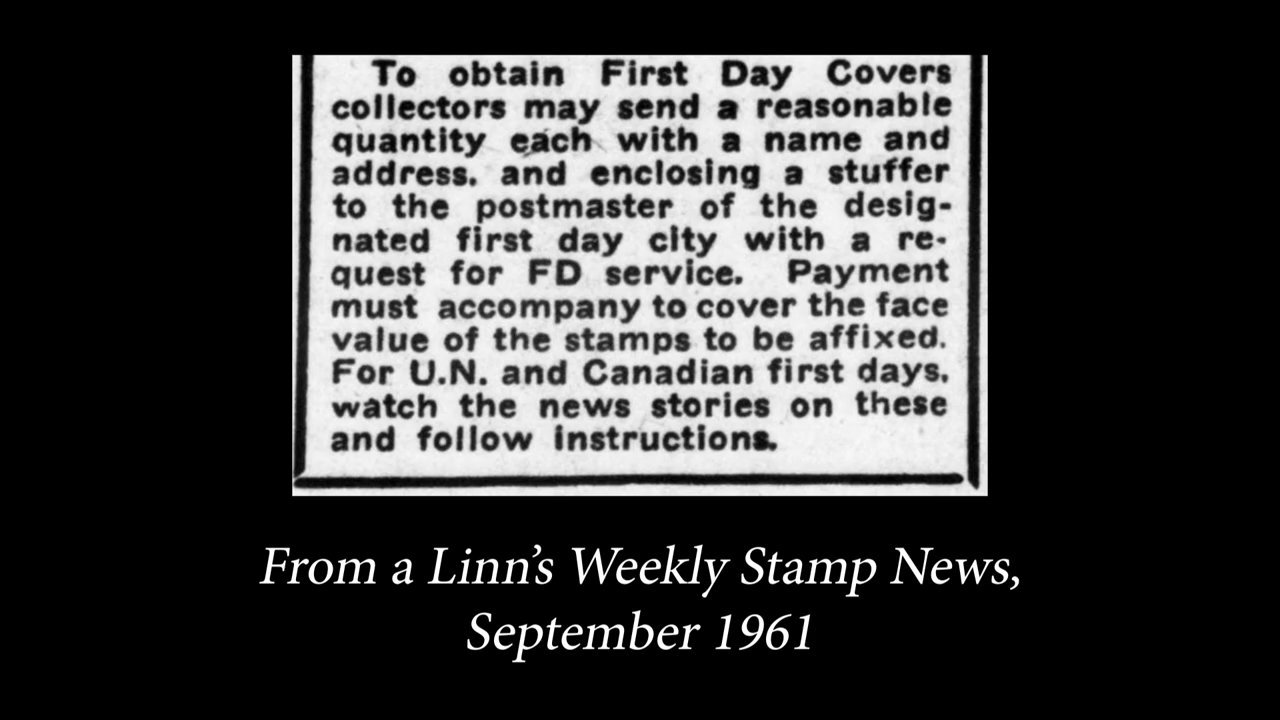 To obtain First Day Covers
collectors may send a reasonable
quantity each with a name and
address. and enclosing a stuffer
to the postmaster of the desig-
nated first day city with a re-
quest for FD service. Payment
must accompany to cover the face
value of the stamps to be affixed.
For U.N. and Canadian first days.
watch the news stories on these
and follow instructions.
From a Linn's Weekly Stamp News,
September 1961